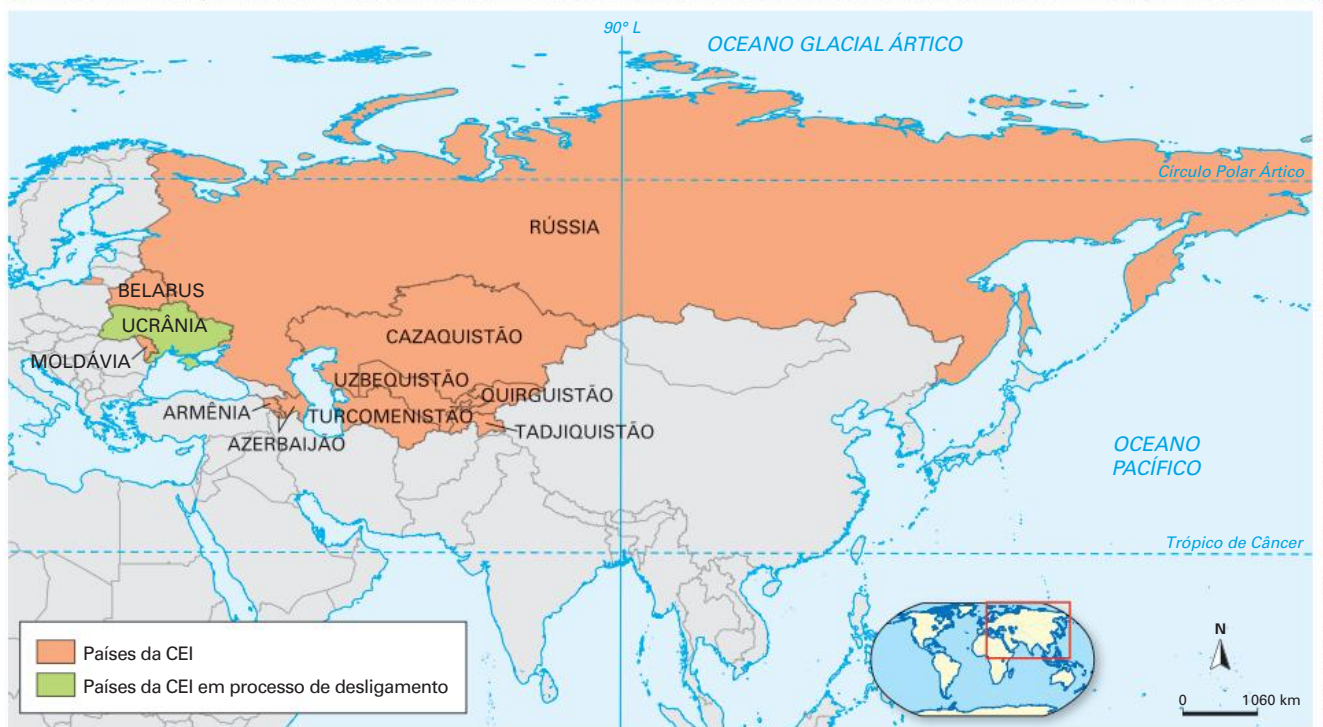 90° L
OCEANO GLACIAL ÁRTICO
Círculo Polar Ártico
RÚSSIA
BELARUS
UCRÂNIA
CAZAQUISTÃO
MOLDÁVIA
UZBEQUISTÃO
QUIRGUISTÃO
ARMÊNIA
TURCOMENISTÃO
TADJIQUISTÃO
AZERBAIJÃO
OCEANO
PACÍFICO
Trópico de Câncer
Países da CEI
Países da CEI em processo de desligamento
N
0 1060 km